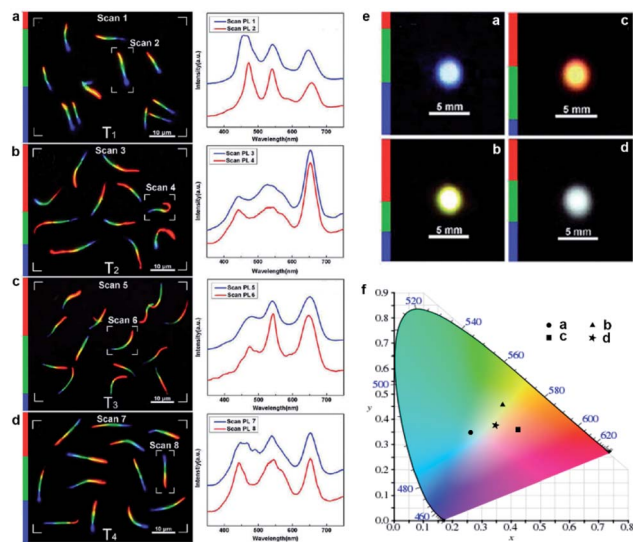 a
Scan 1
Scan 2
T1
10 μm
Scan PL 1
Scan PL 2
Intensity(a.u.)
400 500 600 700
Wavelength(nm)
b
Scan 3
Scan 4
T2
10 μm
Scan PL 3
Scan PL 4
Intensity(a.u.)
400 500 600 700
Wavelength(nm)
c
Scan 5
Scan 6
T3
10 μm
Scan PL 5
Scan PL 6
Intensity(a.u.)
400 500 600 700
Wavelength(nm)
d
Scan 7
Scan 8
T4
10 μm
Scan PL 7
Scan PL 8
Intensity(a.u.)
400 500 600 700
Wavelength(nm)
e
a
5 mm
c
5 mm
b
5 mm
d
5 mm
f
0.9
0.8
0.7
0.6
0.5
0.4
0.3
0.2
0.1
0.0
y
520
540
560
580
600
620
500
480
460
a b
c d
0.0 0.1 0.2 0.3 0.4 0.5 0.6 0.7 0.8
x